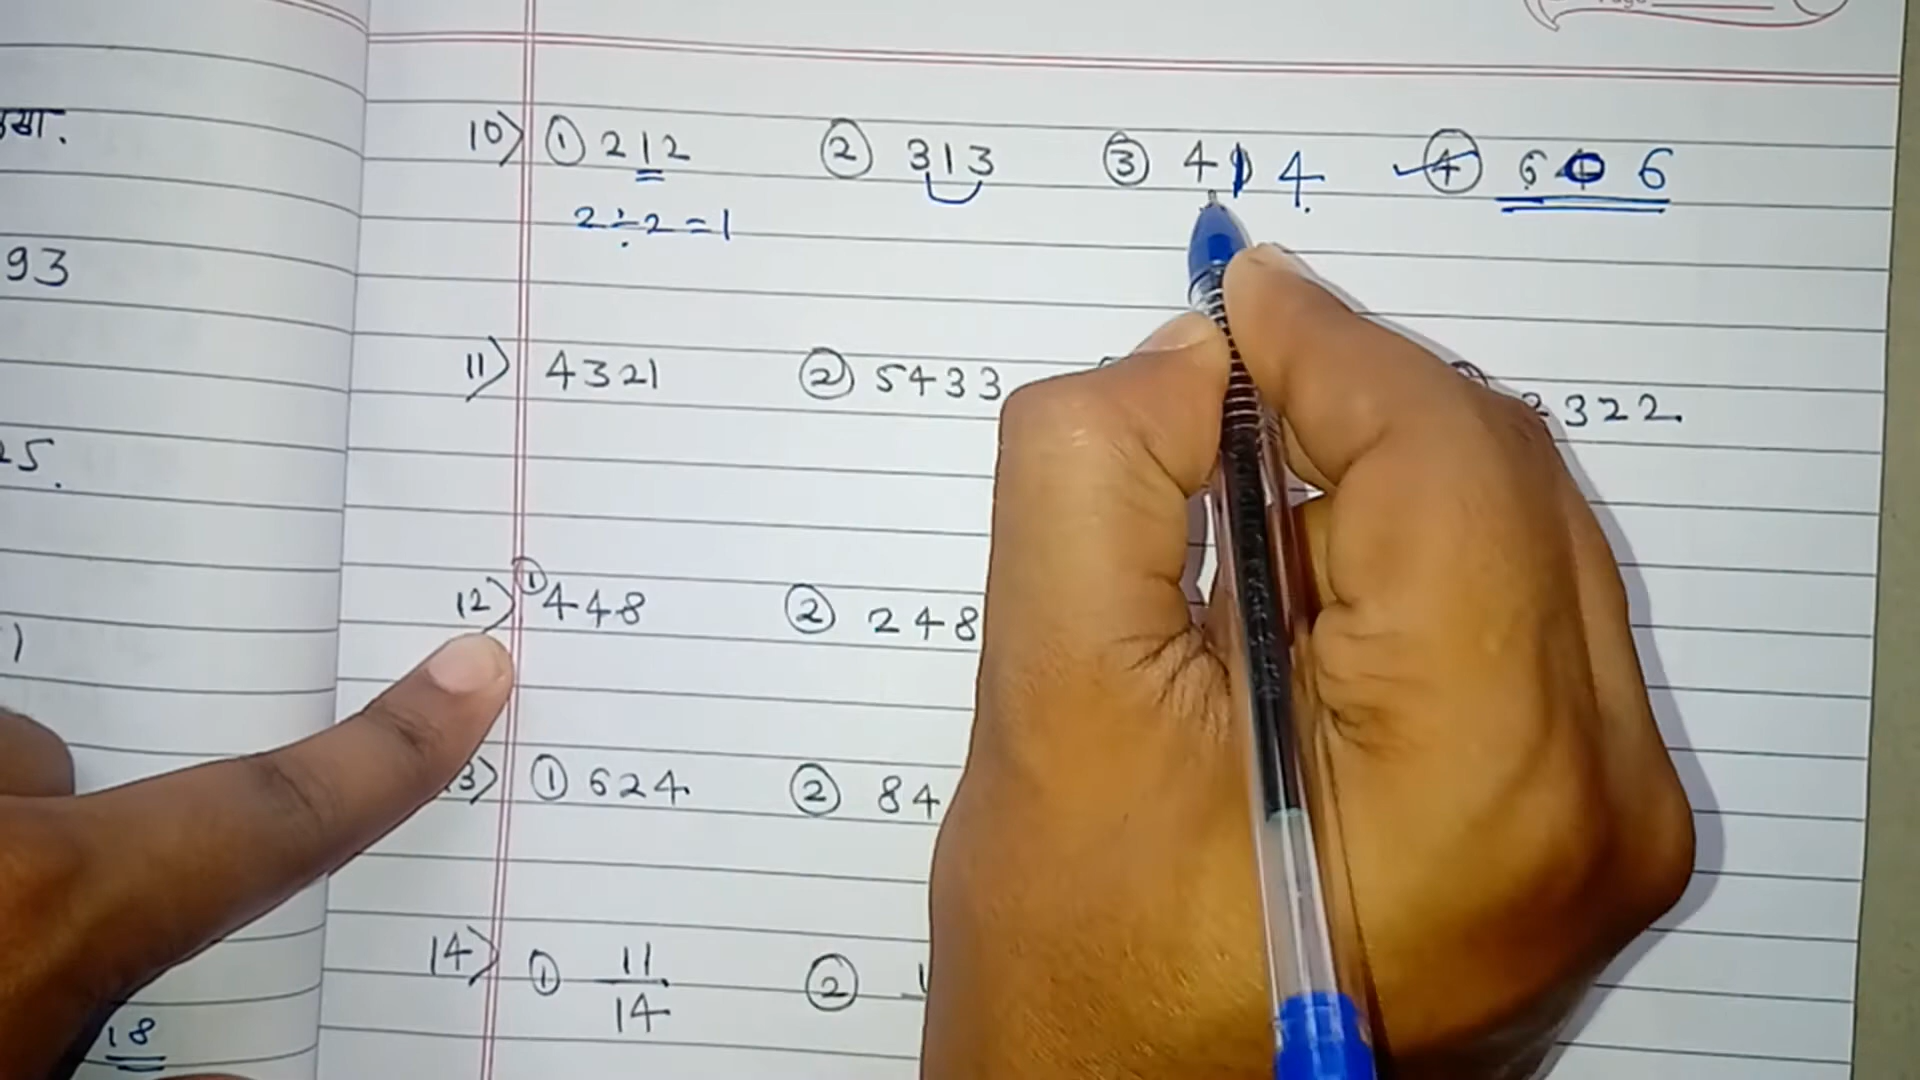 93
25.
1
18
10) ① 212 ② 313 ③ 414 ④ 606
2÷2=1
11) 4321 ② 5433 2322.
12) ① 448 ② 248
13) ① 624. ② 84
14) ① 11/14 ②